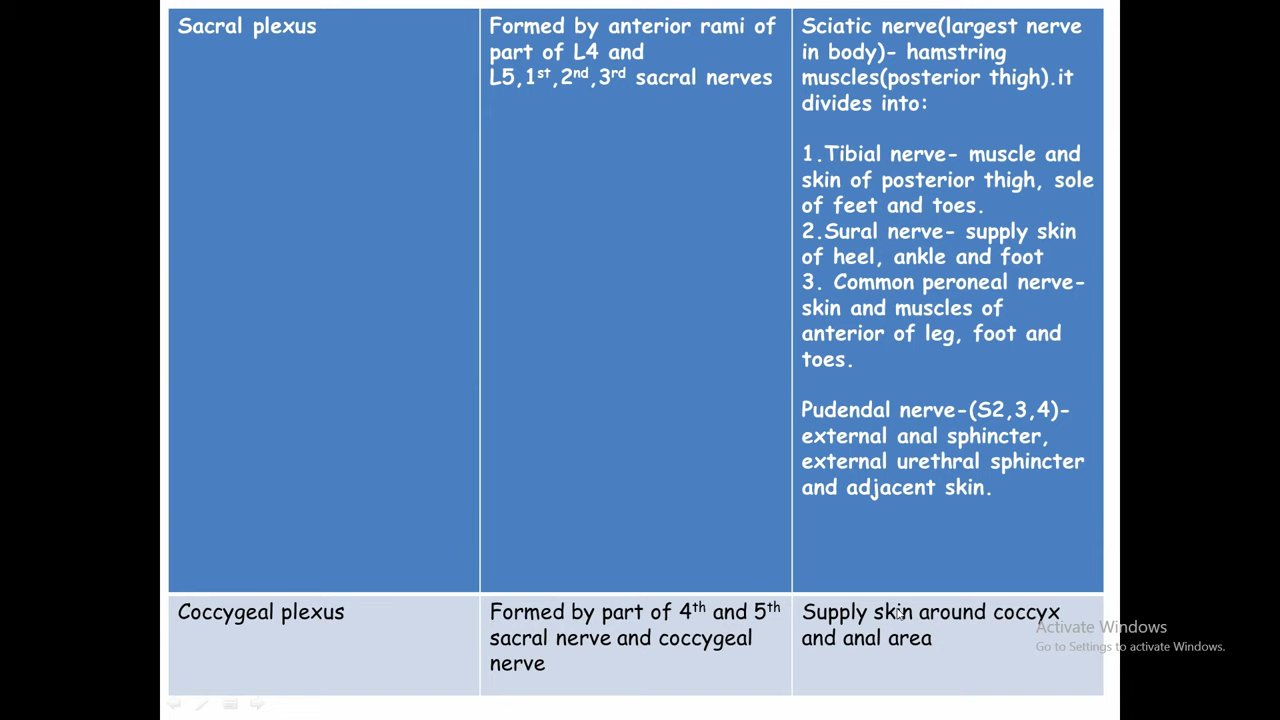 Sacral plexus
Formed by anterior rami of
part of L4 and
L5,1st,2nd,3rd sacral nerves
Sciatic nerve(largest nerve
in body)- hamstring
muscles(posterior thigh).it
divides into:
1.Tibial nerve- muscle and
skin of posterior thigh, sole
of feet and toes.
2.Sural nerve- supply skin
of heel, ankle and foot
3. Common peroneal nerve-
skin and muscles of
anterior of leg, foot and
toes.
Pudendal nerve-(S2,3,4)-
external anal sphincter,
external urethral sphincter
and adjacent skin.
Coccygeal plexus
Formed by part of 4th and 5th
sacral nerve and coccygeal
nerve
Supply skin around coccyx
and anal area
Activate Windows
Go to Settings to activate Windows.